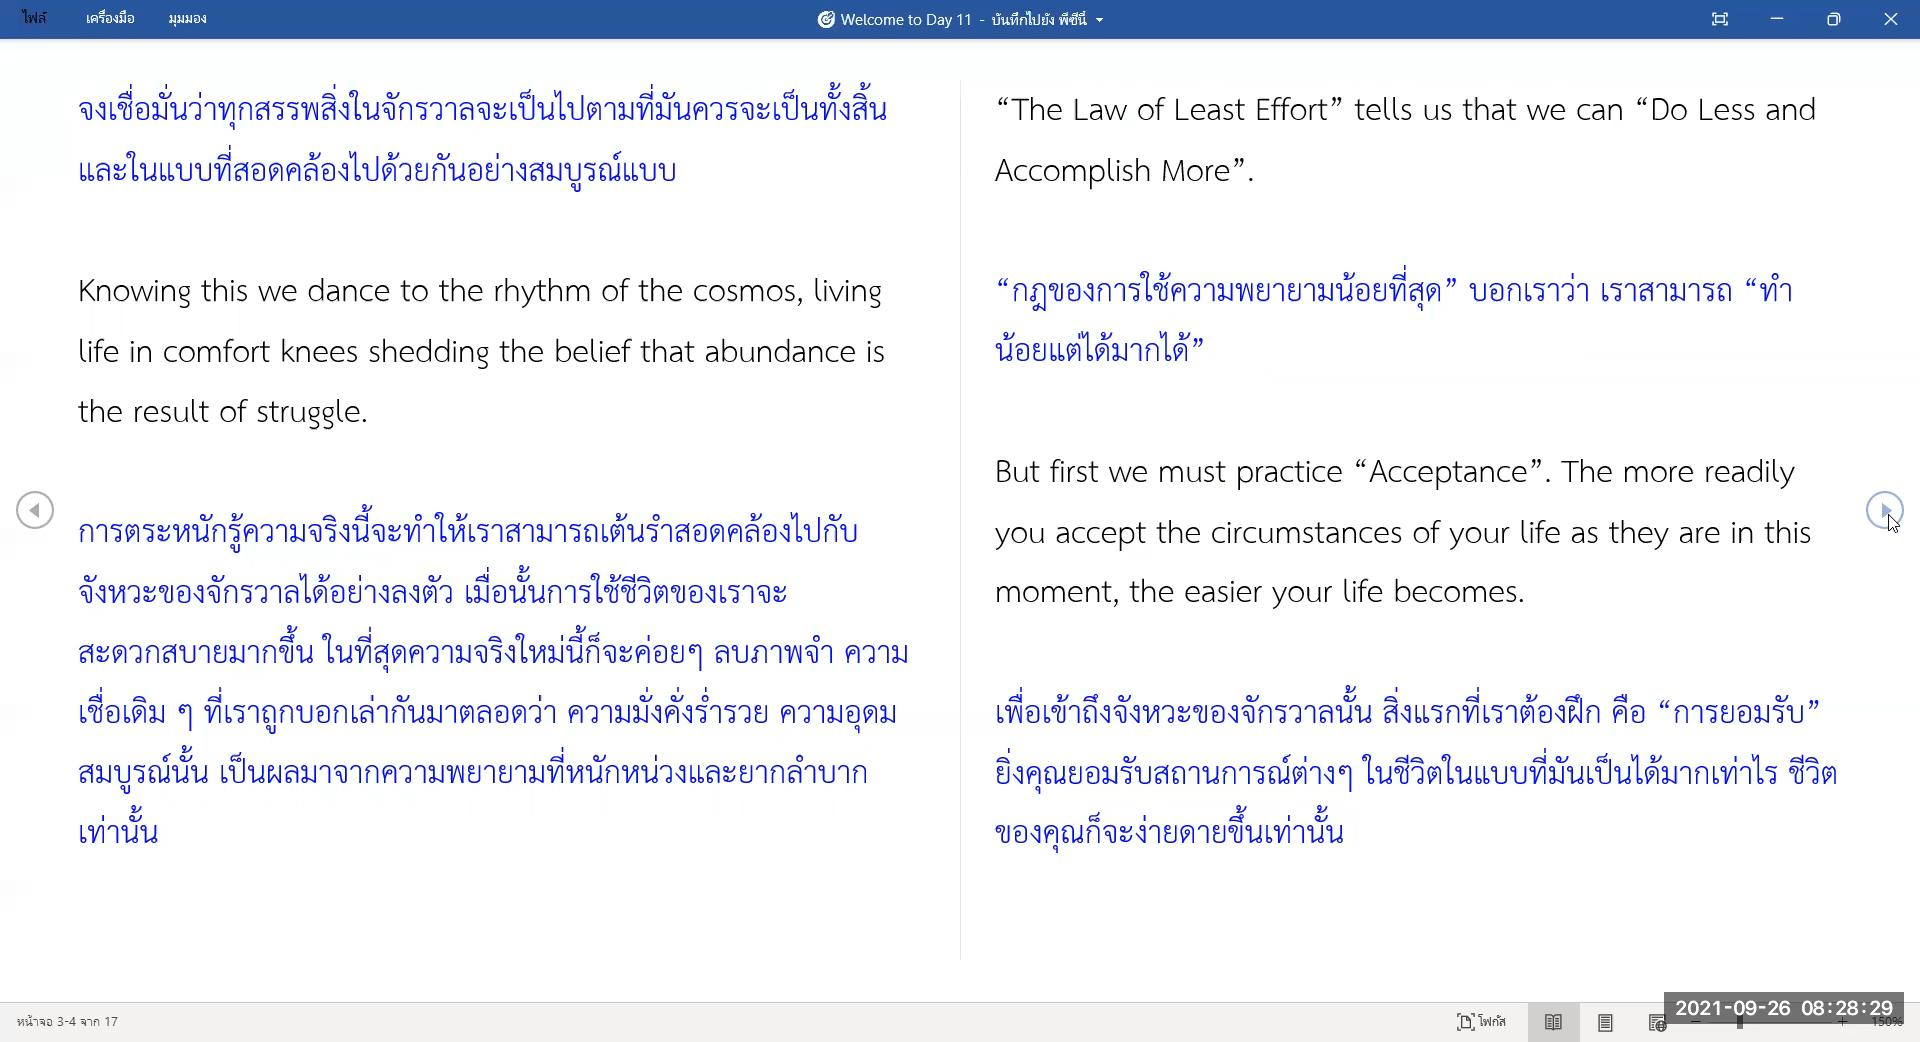 ไฟล์ เครื่องมือ มุมมอง
Welcome to Day 11 - บันทึกไปยัง พีซีนี้
จงเชื่อมั่นว่าทุกสรรพสิ่งในจักรวาลจะเป็นไปตามที่มันควรจะเป็นทั้งสิ้น
และในแบบที่สอดคล้องไปด้วยกันอย่างสมบูรณ์แบบ
Knowing this we dance to the rhythm of the cosmos, living
life in comfort knees shedding the belief that abundance is
the result of struggle.
การตระหนักรู้ความจริงนี้จะทำให้เราสามารถเต้นรำสอดคล้องไปกับ
จังหวะของจักรวาลได้อย่างลงตัว เมื่อนั้นการใช้ชีวิตของเราจะ
สะดวกสบายมากขึ้น ในที่สุดความจริงใหม่นี้ก็จะค่อยๆ ลบภาพจำ ความ
เชื่อเดิม ๆ ที่เราถูกบอกเล่ากันมาตลอดว่า ความมั่งคั่งร่ำรวย ความอุดม
สมบูรณ์นั้น เป็นผลมาจากความพยายามที่หนักหน่วงและยากลำบาก
เท่านั้น
“The Law of Least Effort” tells us that we can “Do Less and
Accomplish More”.
“กฎของการใช้ความพยายามน้อยที่สุด” บอกเราว่า เราสามารถ “ทำ
น้อยแต่ได้มากได้”
But first we must practice “Acceptance”. The more readily
you accept the circumstances of your life as they are in this
moment, the easier your life becomes.
เพื่อเข้าถึงจังหวะของจักรวาลนั้น สิ่งแรกที่เราต้องฝึก คือ “การยอมรับ”
ยิ่งคุณยอมรับสถานการณ์ต่างๆ ในชีวิตในแบบที่มันเป็นได้มากเท่าไร ชีวิต
ของคุณก็จะง่ายดายขึ้นเท่านั้น
หน้าจอ 3-4 จาก 17
โฟกัส
2021-09-26 08:28:29
150%